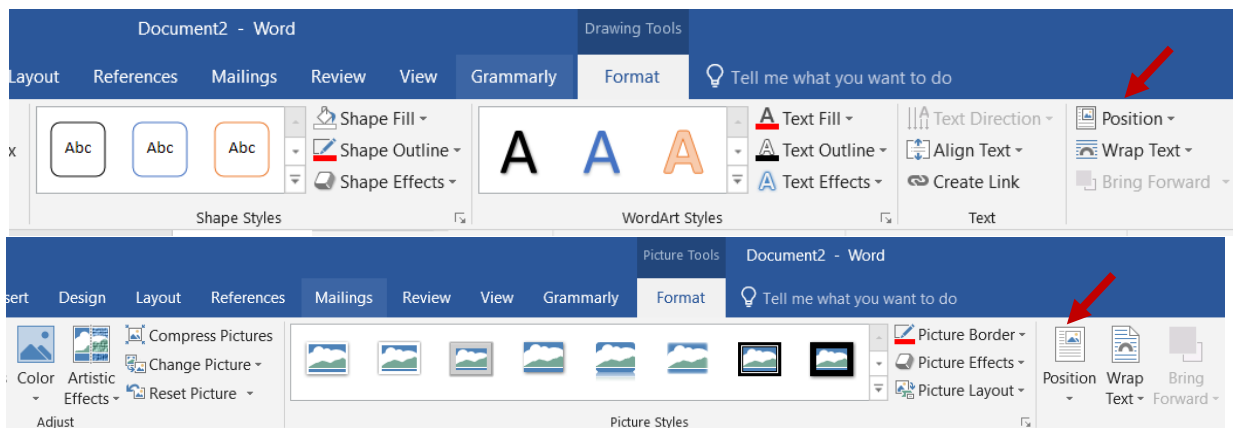 Document2 - Word
Drawing Tools
Layout References Mailings Review View Grammarly Format Tell me what you want to do
x Abc Abc Abc
Shape Fill
Shape Outline
Shape Effects
Shape Styles
A A A
A Text Fill
A Text Outline
A Text Effects
WordArt Styles
Text Direction
Align Text
Create Link
Text
Position
Wrap Text
Bring Forward
Picture Tools Document2 - Word
sert Design Layout References Mailings Review View Grammarly Format Tell me what you want to do
Color
Artistic
Effects
Compress Pictures
Change Picture
Reset Picture
Adjust
Picture Styles
Picture Border
Picture Effects
Picture Layout
Position
Wrap
Text
Bring
Forward